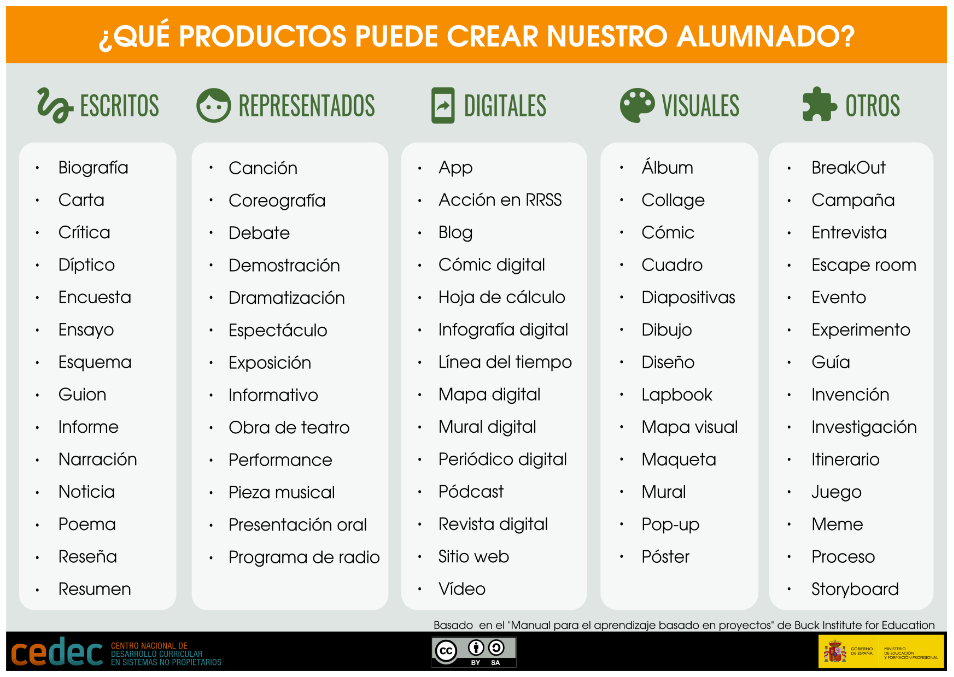 ¿QUÉ PRODUCTOS PUEDE CREAR NUESTRO ALUMNADO?
ESCRITOS
• Biografía
• Carta
• Crítica
• Díptico
• Encuesta
• Ensayo
• Esquema
• Guion
• Informe
• Narración
• Noticia
• Poema
• Reseña
• Resumen
REPRESENTADOS
• Canción
• Coreografía
• Debate
• Demostración
• Dramatización
• Espectáculo
• Exposición
• Informativo
• Obra de teatro
• Performance
• Pieza musical
• Presentación oral
• Programa de radio
DIGITALES
• App
• Acción en RRSS
• Blog
• Cómic digital
• Hoja de cálculo
• Infografía digital
• Línea del tiempo
• Mapa digital
• Mural digital
• Periódico digital
• Pódcast
• Revista digital
• Sitio web
• Vídeo
VISUALES
• Álbum
• Collage
• Cómic
• Cuadro
• Diapositivas
• Dibujo
• Diseño
• Lapbook
• Mapa visual
• Maqueta
• Mural
• Pop-up
• Póster
OTROS
• BreakOut
• Campaña
• Entrevista
• Escape room
• Evento
• Experimento
• Guía
• Invención
• Investigación
• Itinerario
• Juego
• Meme
• Proceso
• Storyboard
Basado en el "Manual para el aprendizaje basado en proyectos" de Buck Institute for Education
cedec
CENTRO NACIONAL DE
DESARROLLO CURRICULAR
EN SISTEMAS NO PROPIETARIOS
cc
BY SA
GOBIERNO
DE ESPAÑA
MINISTERIO
DE EDUCACIÓN
Y FORMACIÓN PROFESIONAL